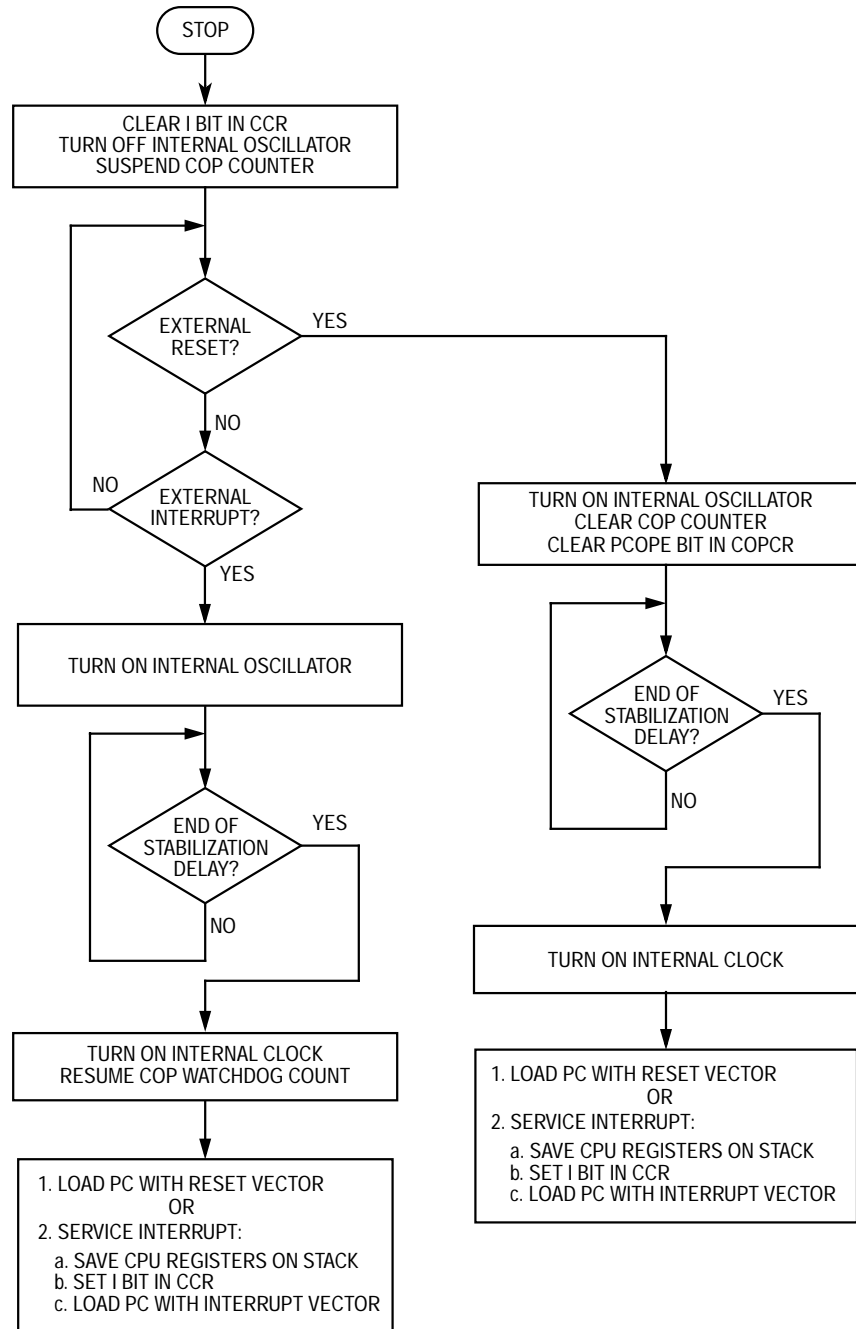 STOP
CLEAR I BIT IN CCR
TURN OFF INTERNAL OSCILLATOR
SUSPEND COP COUNTER
EXTERNAL
RESET?
YES
NO
EXTERNAL
INTERRUPT?
NO
YES
TURN ON INTERNAL OSCILLATOR
END OF
STABILIZATION
DELAY?
YES
NO
TURN ON INTERNAL CLOCK
RESUME COP WATCHDOG COUNT
1. LOAD PC WITH RESET VECTOR
OR
2. SERVICE INTERRUPT:
a. SAVE CPU REGISTERS ON STACK
b. SET I BIT IN CCR
c. LOAD PC WITH INTERRUPT VECTOR
TURN ON INTERNAL OSCILLATOR
CLEAR COP COUNTER
CLEAR PCOPE BIT IN COPCR
END OF
STABILIZATION
DELAY?
YES
NO
TURN ON INTERNAL CLOCK
1. LOAD PC WITH RESET VECTOR
OR
2. SERVICE INTERRUPT:
a. SAVE CPU REGISTERS ON STACK
b. SET I BIT IN CCR
c. LOAD PC WITH INTERRUPT VECTOR